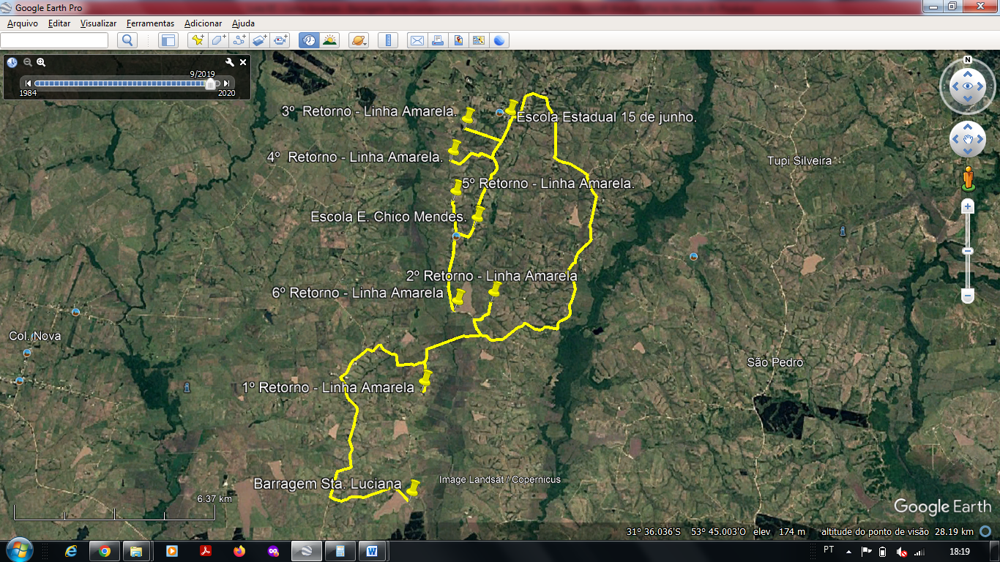 Google Earth Pro
Arquivo Editar Visualizar Ferramentas Adicionar Ajuda
9/2019
1984 2020
N
3º Retorno - Linha Amarela.
Escola Estadual 15 de junho.
4º Retorno - Linha Amarela.
Tupi Silveira
5º Retorno - Linha Amarela.
Escola E. Chico Mendes.
2º Retorno - Linha Amarela
6º Retorno - Linha Amarela
Col. Nova
São Pedro
1º Retorno - Linha Amarela
Barragem Sta. Luciana
Image Landsat / Copernicus
6.37 km
Google Earth
31° 36.036'S 53° 45.003'O elev 174 m altitude do ponto de visão 28.19 km
PT 18:19